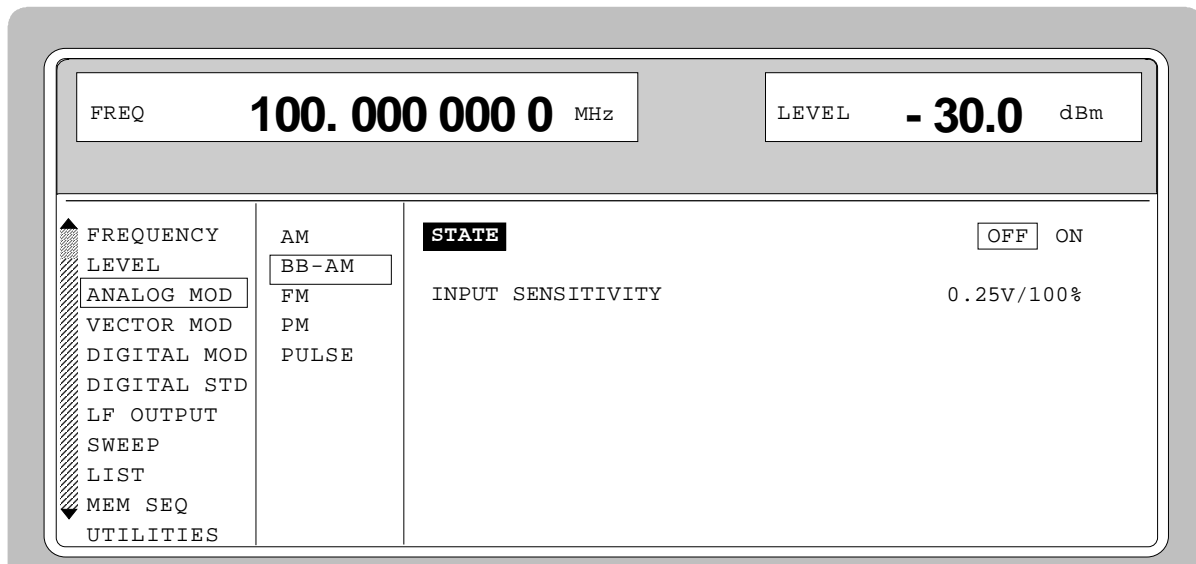 FREQ 100. 000 000 0 MHz LEVEL - 30.0 dBm
FREQUENCY AM STATE OFF ON
LEVEL BB-AM
ANALOG MOD FM INPUT SENSITIVITY 0.25V/100%
VECTOR MOD PM
DIGITAL MOD PULSE
DIGITAL STD
LF OUTPUT
SWEEP
LIST
MEM SEQ
UTILITIES